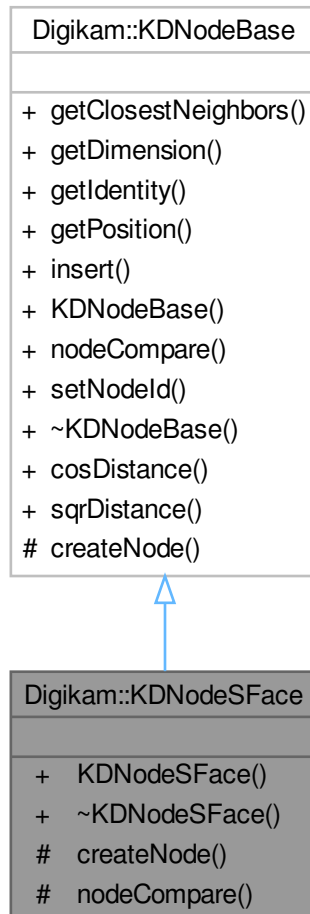 Digikam::KDNodeBase
+ getClosestNeighbors()
+ getDimension()
+ getIdentity()
+ getPosition()
+ insert()
+ KDNodeBase()
+ nodeCompare()
+ setNodeId()
+ ~KDNodeBase()
+ cosDistance()
+ sqrDistance()
# createNode()
Digikam::KDNodeSFace
+ KDNodeSFace()
+ ~KDNodeSFace()
# createNode()
# nodeCompare()